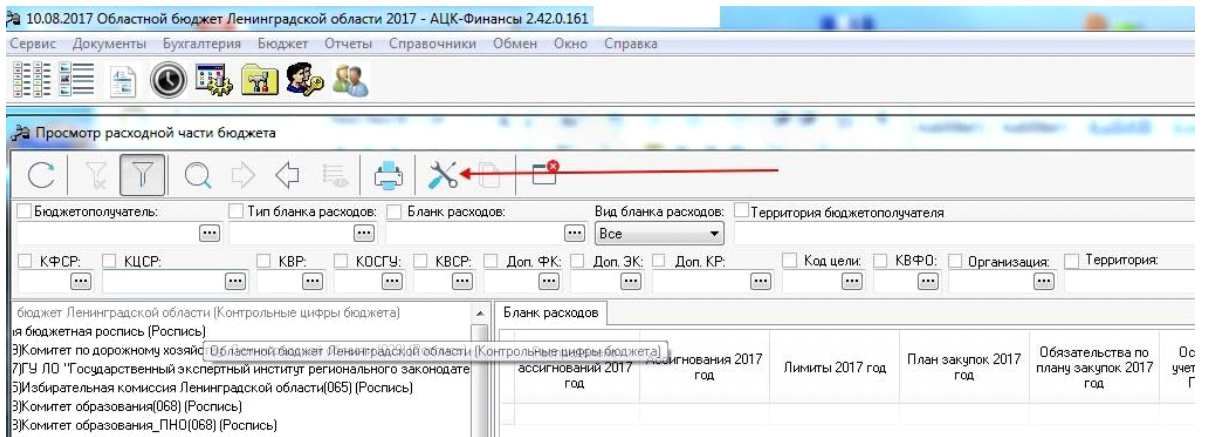 10.08.2017 Областной бюджет Ленинградской области 2017 - АЦК-Финансы 2.42.0.161
Сервис Документы Бухгалтерия Бюджет Отчеты Справочники Обмен Окно Справка
Просмотр расходной части бюджета
Бюджетополучатель: Тип бланка расходов: Бланк расходов: Вид бланка расходов: Территория бюджетополучателя
Все
КФСР: КЦСР: КВР: КОСГУ: КВСР: Доп. ФК: Доп. ЭК: Доп. КР: Код цели: КВФО: Организация: Территория:
бюджет Ленинградской области (Контрольные цифры бюджета)
ая бюджетная роспись (Роспись)
Областной бюджет Ленинградской области (Контрольные цифры бюджета)
Комитет по дорожному хозяйс
ГУ ЛО "Государственный экспертный институт регионального законодате
Избирательная комиссия Ленинградской области(065) (Роспись)
Комитет образования(068) (Роспись)
Комитет образования_ПНО(068) (Роспись)
Бланк расходов
ассигнований 2017 год
Ассигнования 2017 год
Лимиты 2017 год
План закупок 2017 год
Обязательства по плану закупок 2017 год